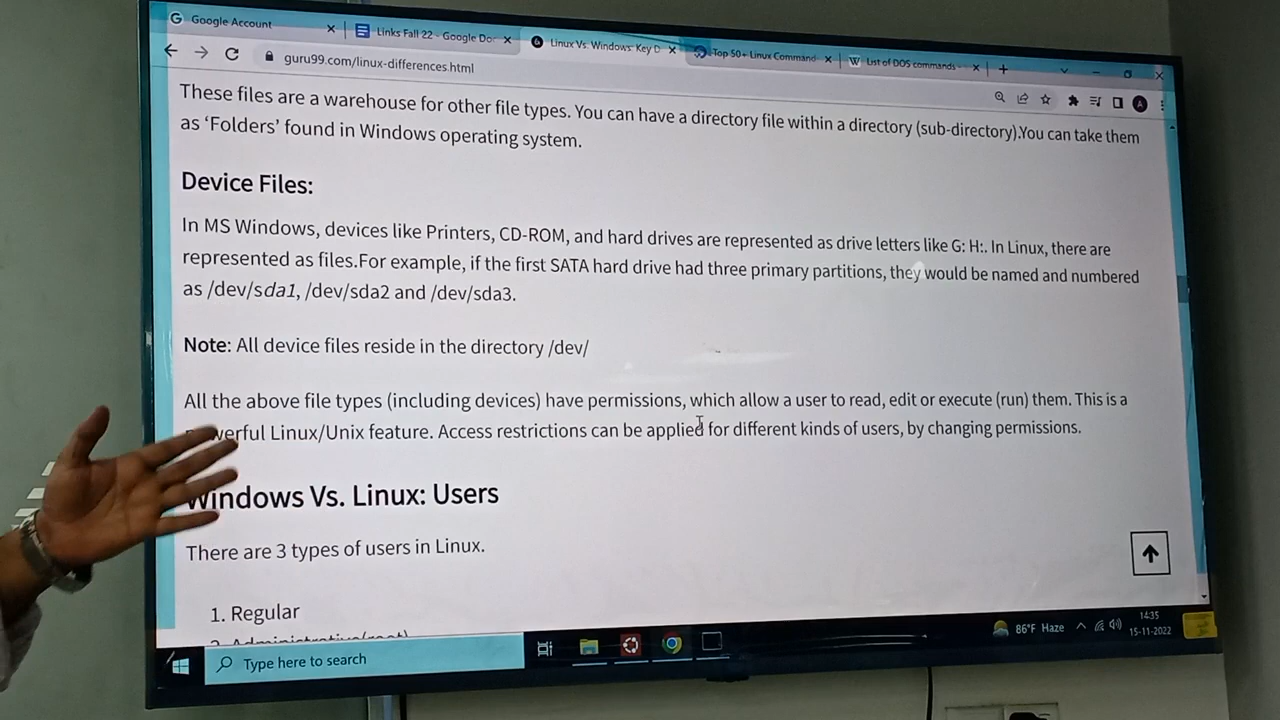 Google Account
Links Fall 22 - Google Do
Linux Vs. Windows: Key D
Top 50+ Linux Command
List of DOS commands -
guru99.com/linux-differences.html
These files are a warehouse for other file types. You can have a directory file within a directory (sub-directory).You can take them
as ‘Folders’ found in Windows operating system.
Device Files:
In MS Windows, devices like Printers, CD-ROM, and hard drives are represented as drive letters like G: H:. In Linux, there are
represented as files.For example, if the first SATA hard drive had three primary partitions, they would be named and numbered
as /dev/sda1, /dev/sda2 and /dev/sda3.
Note: All device files reside in the directory /dev/
All the above file types (including devices) have permissions, which allow a user to read, edit or execute (run) them. This is a
powerful Linux/Unix feature. Access restrictions can be applied for different kinds of users, by changing permissions.
Windows Vs. Linux: Users
There are 3 types of users in Linux.
1. Regular
2. Administrative(root)
Type here to search
86°F Haze
14:35
15-11-2022